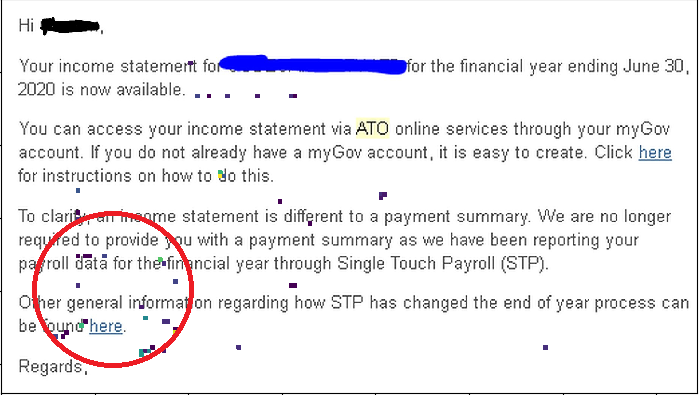 Hi
Your income statement for for the financial year ending June 30,
2020 is now available.
You can access your income statement via ATO online services through your myGov
account. If you do not already have a myGov account, it is easy to create. Click here
for instructions on how to do this.
To clarify, an income statement is different to a payment summary. We are no longer
required to provide you with a payment summary as we have been reporting your
payroll data for the financial year through Single Touch Payroll (STP).
Other general information regarding how STP has changed the end of year process can
be found here.
Regards,